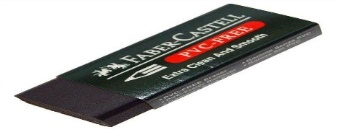 FABER-CASTELL
PVC-FREE
Extra Clean And Smooth